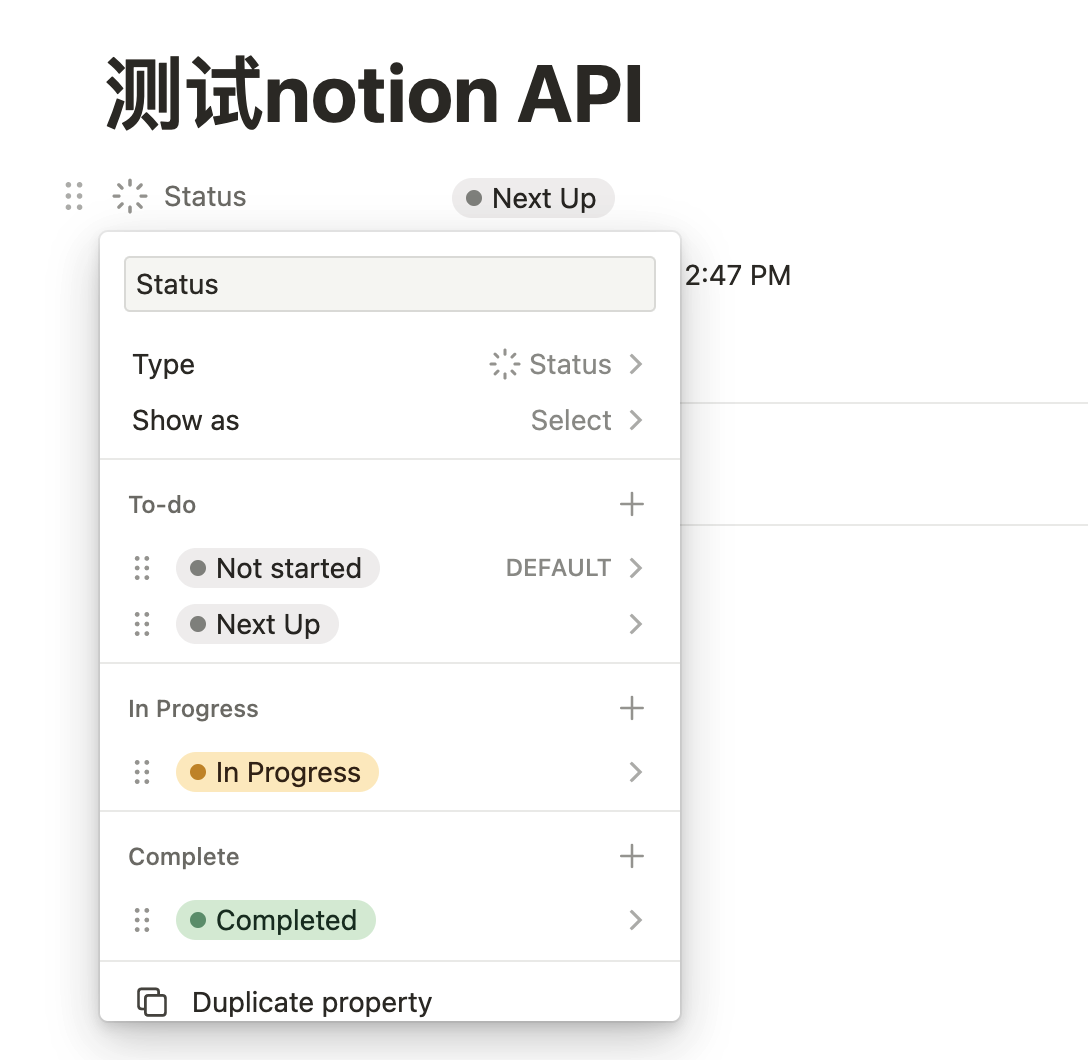 测试notion API
Status Next Up
Status
2:47 PM
Type Status
Show as Select
To-do
Not started DEFAULT
Next Up
In Progress
In Progress
Complete
Completed
Duplicate property